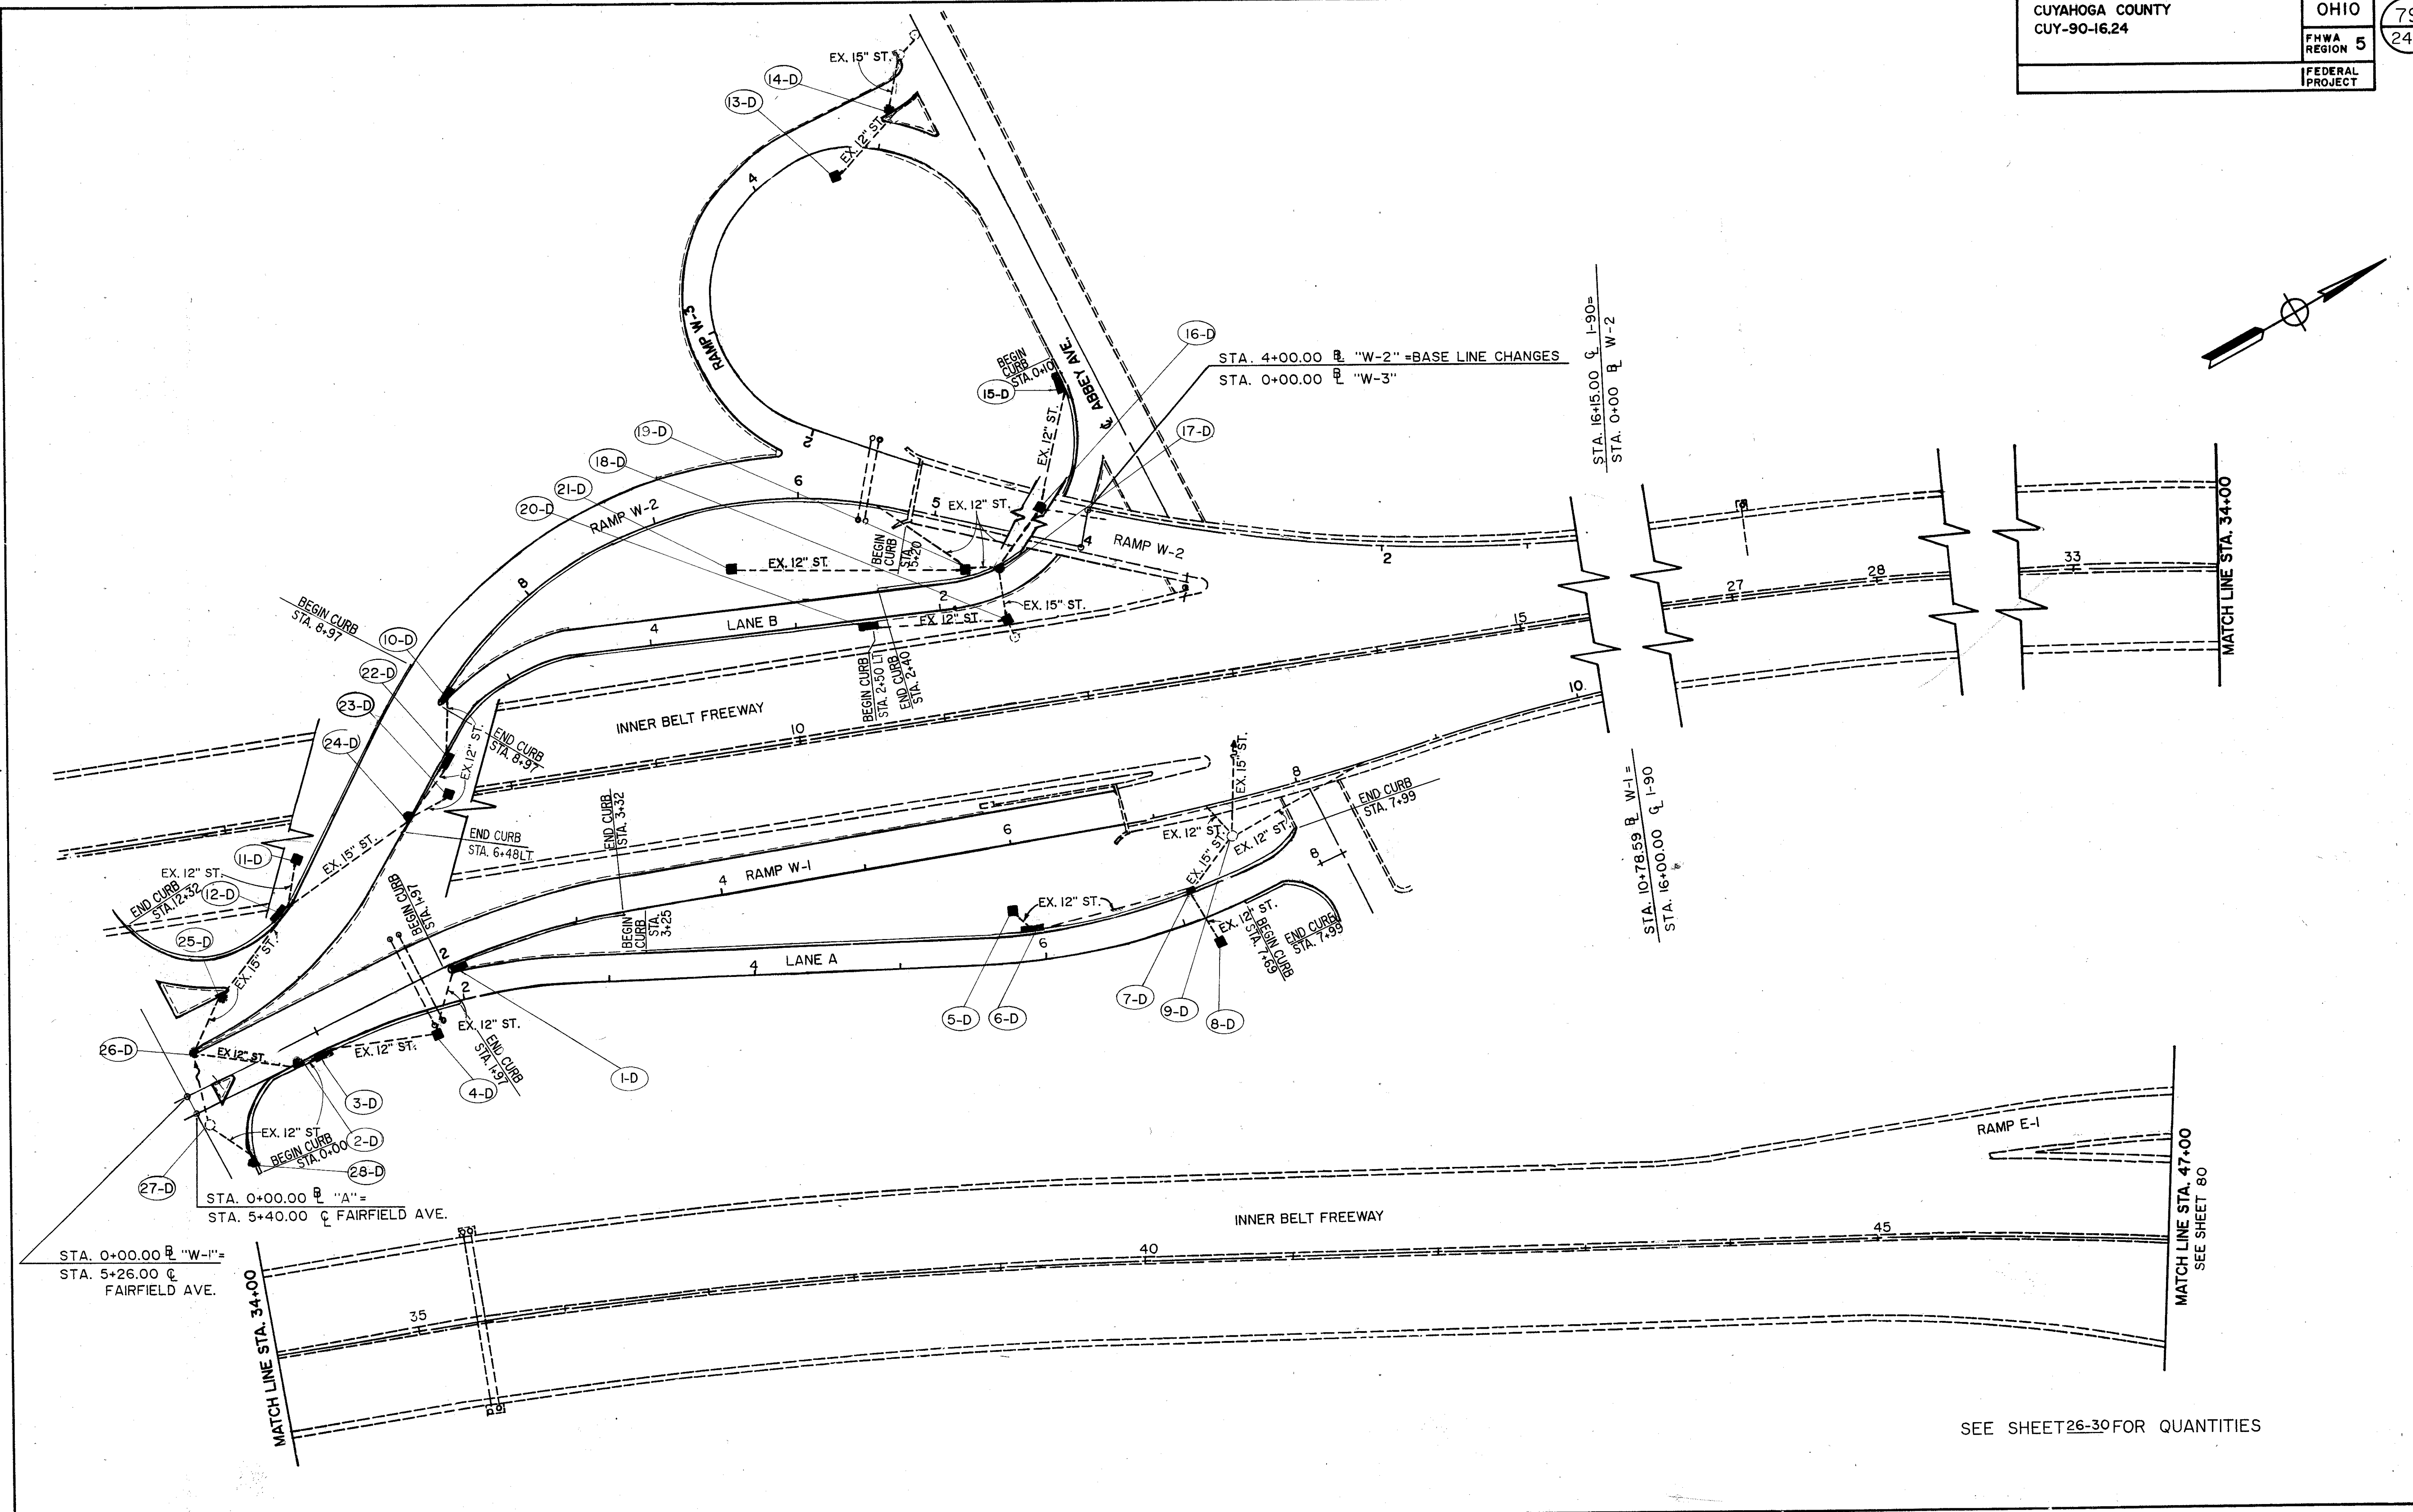 CUYAHOGA COUNTY
CUY-90-16.24
OHIO
FHWA
REGION 5
FEDERAL
PROJECT
EX. 15" ST.
14-D
13-D
EX. 12" ST.
4
RAMP W-3
BEGIN
CURB
STA. 0+10
15-D
℄ ABBEY AVE.
16-D
STA. 4+00.00 BL "W-2" =BASE LINE CHANGES
STA. 0+00.00 BL "W-3"
STA. 16+15.00 ℄ I-90=
STA. 0+00 BL W-2
17-D
19-D
18-D
21-D
20-D
2
EX. 12" ST.
6
5
EX. 12" ST.
RAMP W-2
BEGIN
CURB
STA.
5+20
4
RAMP W-2
2
EX. 12" ST.
8
2
EX. 15" ST.
LANE B
4
EX. 12" ST.
BEGIN CURB
STA. 8+97
10-D
22-D
23-D
24-D
BEGIN CURB
STA. 2+50 LT
END CURB
STA. 2+40
INNER BELT FREEWAY
10
15
27
28
33
MATCH LINE STA. 34+00
END CURB
STA. 8+97
EX. 12" ST.
END CURB
STA. 6+48LT
END CURB
STA. 3+32
10
8
EX. 15" ST.
END CURB
STA. 7+99
11-D
EX. 12" ST.
12-D
END CURB
STA. 12+32
EX. 15" ST.
25-D
EX. 15" ST.
BEGIN CURB
STA. 1+97
2
RAMP W-1
4
6
BEGIN
CURB
STA.
3+25
EX. 12" ST.
EX. 12" ST.
EX. 15" ST.
8
EX. 12" ST.
6
LANE A
4
2
EX. 12" ST.
BEGIN CURB
STA. 7+69
END CURB
STA. 7+99
STA. 10+78.59 BL W-1 =
STA. 16+00.00 ℄ I-90
5-D
6-D
7-D
9-D
8-D
26-D
EX 12" ST.
EX. 12" ST.
EX. 12" ST.
END CURB
STA. 1+97
1-D
4-D
3-D
2-D
EX. 12" ST
BEGIN CURB
STA. 0+00
28-D
27-D
STA. 0+00.00 BL "A"=
STA. 5+40.00 ℄ FAIRFIELD AVE.
STA. 0+00.00 BL "W-1"=
STA. 5+26.00 ℄
FAIRFIELD AVE.
MATCH LINE STA. 34+00
35
INNER BELT FREEWAY
40
45
RAMP E-1
MATCH LINE STA. 47+00
SEE SHEET 80
SEE SHEET 26-30 FOR QUANTITIES